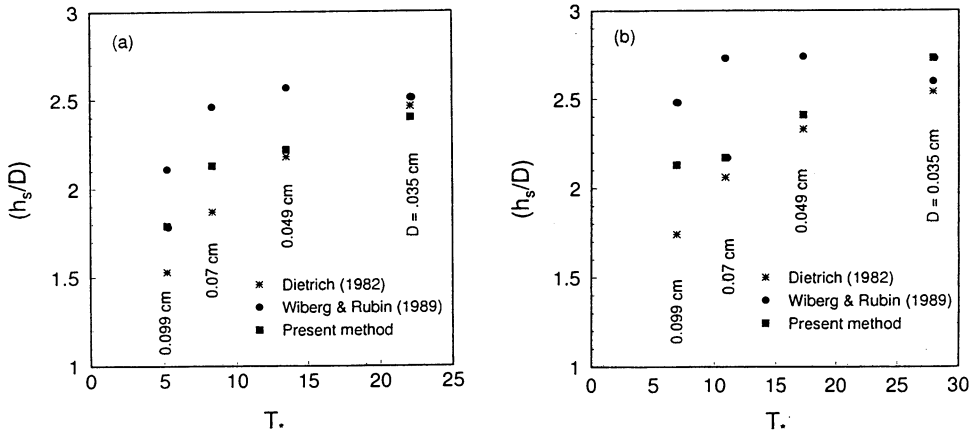 (a)
3
2.5
2
1.5
1
(h_s/D)
0.099 cm
0.07 cm
0.049 cm
D = .035 cm
Dietrich (1982)
Wiberg & Rubin (1989)
Present method
0 5 10 15 20 25
T*
(b)
3
2.5
2
1.5
1
(h_s/D)
0.099 cm
0.07 cm
0.049 cm
D = 0.035 cm
Dietrich (1982)
Wiberg & Rubin (1989)
Present method
0 5 10 15 20 25 30
T*